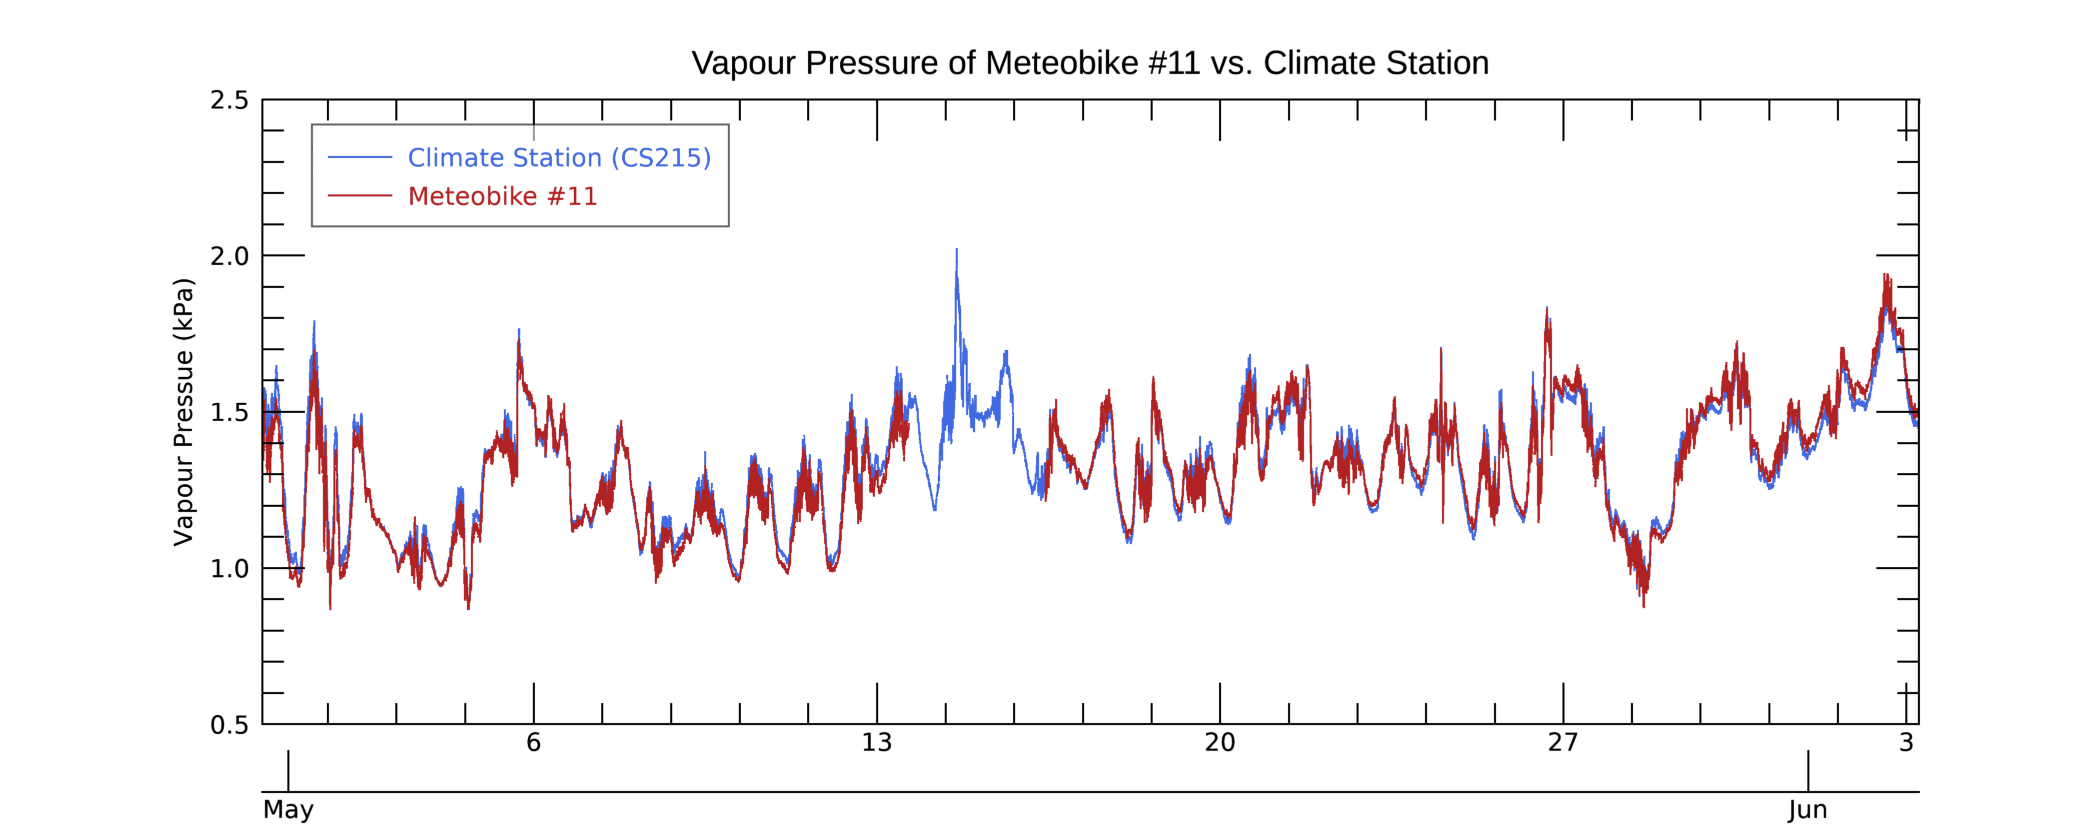 Vapour Pressure of Meteobike #11 vs. Climate Station
2.5
Climate Station (CS215)
Meteobike #11
2.0
Vapour Pressue (kPa)
1.5
1.0
0.5
6 13 20 27 3
May Jun